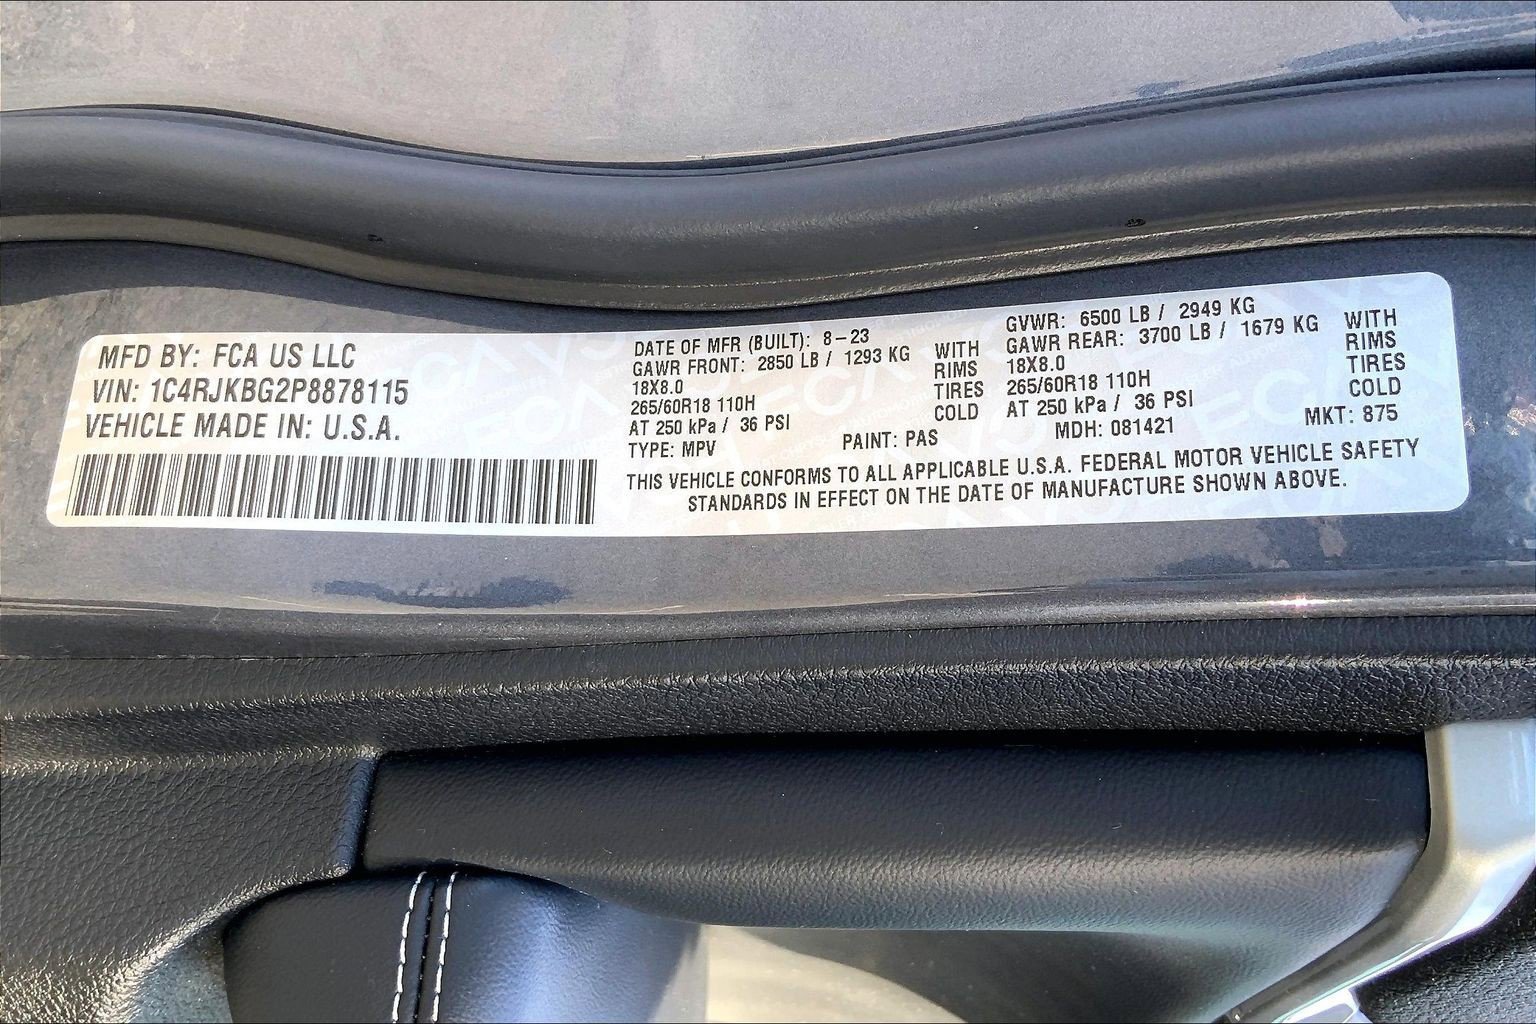 MFD BY: FCA US LLC
VIN: 1C4RJKBG2P8878115
VEHICLE MADE IN: U.S.A.
DATE OF MFR (BUILT): 8-23
GAWR FRONT: 2850 LB / 1293 KG WITH
18X8.0 RIMS
265/60R18 110H TIRES
AT 250 kPa / 36 PSI COLD
TYPE: MPV PAINT: PAS
GVWR: 6500 LB / 2949 KG
GAWR REAR: 3700 LB / 1679 KG WITH
18X8.0 RIMS
265/60R18 110H TIRES
AT 250 kPa / 36 PSI COLD
MDH: 081421 MKT: 875
THIS VEHICLE CONFORMS TO ALL APPLICABLE U.S.A. FEDERAL MOTOR VEHICLE SAFETY
STANDARDS IN EFFECT ON THE DATE OF MANUFACTURE SHOWN ABOVE.